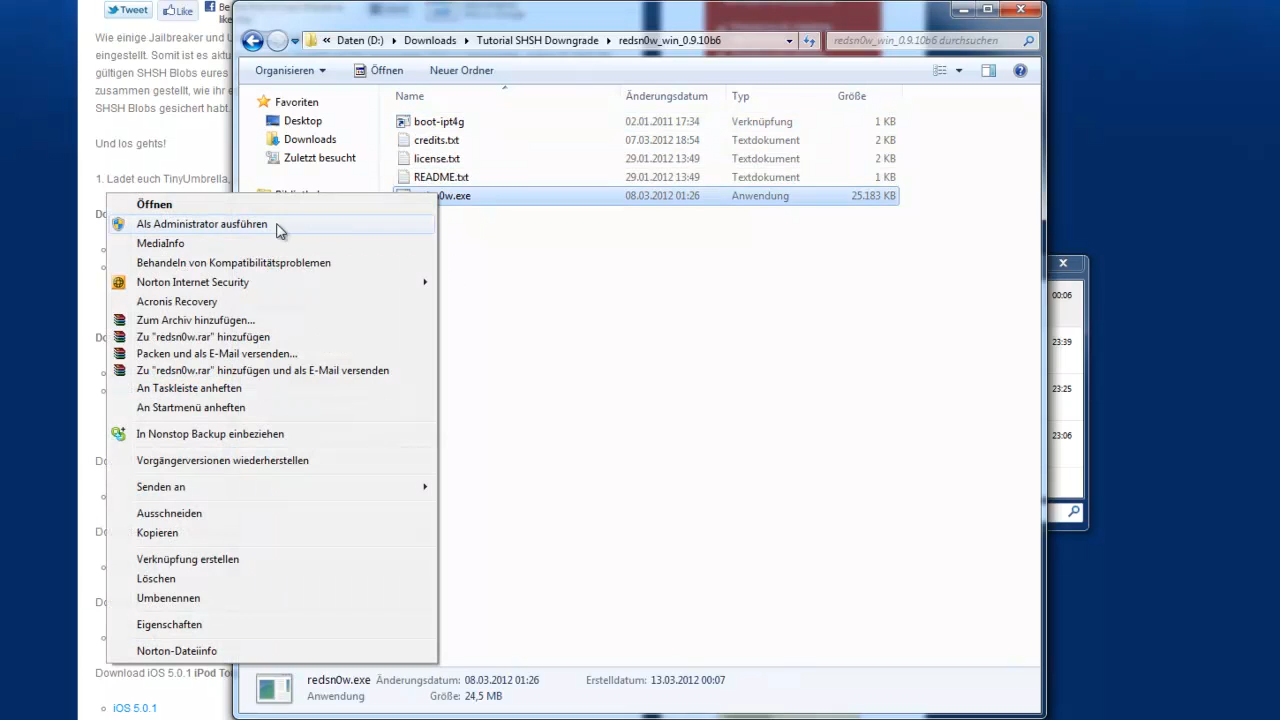 Tweet
Like
Be
like
Wie einige Jailbreaker und U
eingestellt. Somit ist es aktu
gültigen SHSH Blobs eures
zusammen gestellt, wie ihr e
SHSH Blobs gesichert habt.
Und los gehts!
1. Ladet euch TinyUmbrella,
Daten (D:) Downloads Tutorial SHSH Downgrade redsn0w_win_0.9.10b6
redsn0w_win_0.9.10b6 durchsuchen
Organisieren Öffnen Neuer Ordner
Favoriten
Desktop
Downloads
Zuletzt besucht
Name Änderungsdatum Typ Größe
boot-ipt4g 02.01.2011 17:34 Verknüpfung 1 KB
credits.txt 07.03.2012 18:54 Textdokument 2 KB
license.txt 29.01.2012 13:49 Textdokument 2 KB
README.txt 29.01.2012 13:49 Textdokument 1 KB
n0w.exe 08.03.2012 01:26 Anwendung 25.183 KB
Öffnen
Als Administrator ausführen
MediaInfo
Behandeln von Kompatibilitätsproblemen
Norton Internet Security
Acronis Recovery
Zum Archiv hinzufügen...
Zu "redsn0w.rar" hinzufügen
Packen und als E-Mail versenden...
Zu "redsn0w.rar" hinzufügen und als E-Mail versenden
An Taskleiste anheften
An Startmenü anheften
In Nonstop Backup einbeziehen
Vorgängerversionen wiederherstellen
Senden an
Ausschneiden
Kopieren
Verknüpfung erstellen
Löschen
Umbenennen
Eigenschaften
Norton-Dateiinfo
00:06
23:39
23:25
23:06
Download iOS 5.0.1 iPod To
iOS 5.0.1
redsn0w.exe Änderungsdatum: 08.03.2012 01:26 Erstelldatum: 13.03.2012 00:07
Anwendung Größe: 24,5 MB